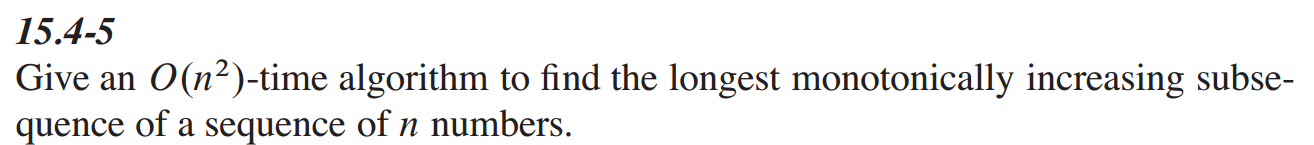 15.4-5
Give an O(n²)-time algorithm to find the longest monotonically increasing subse-
quence of a sequence of n numbers.